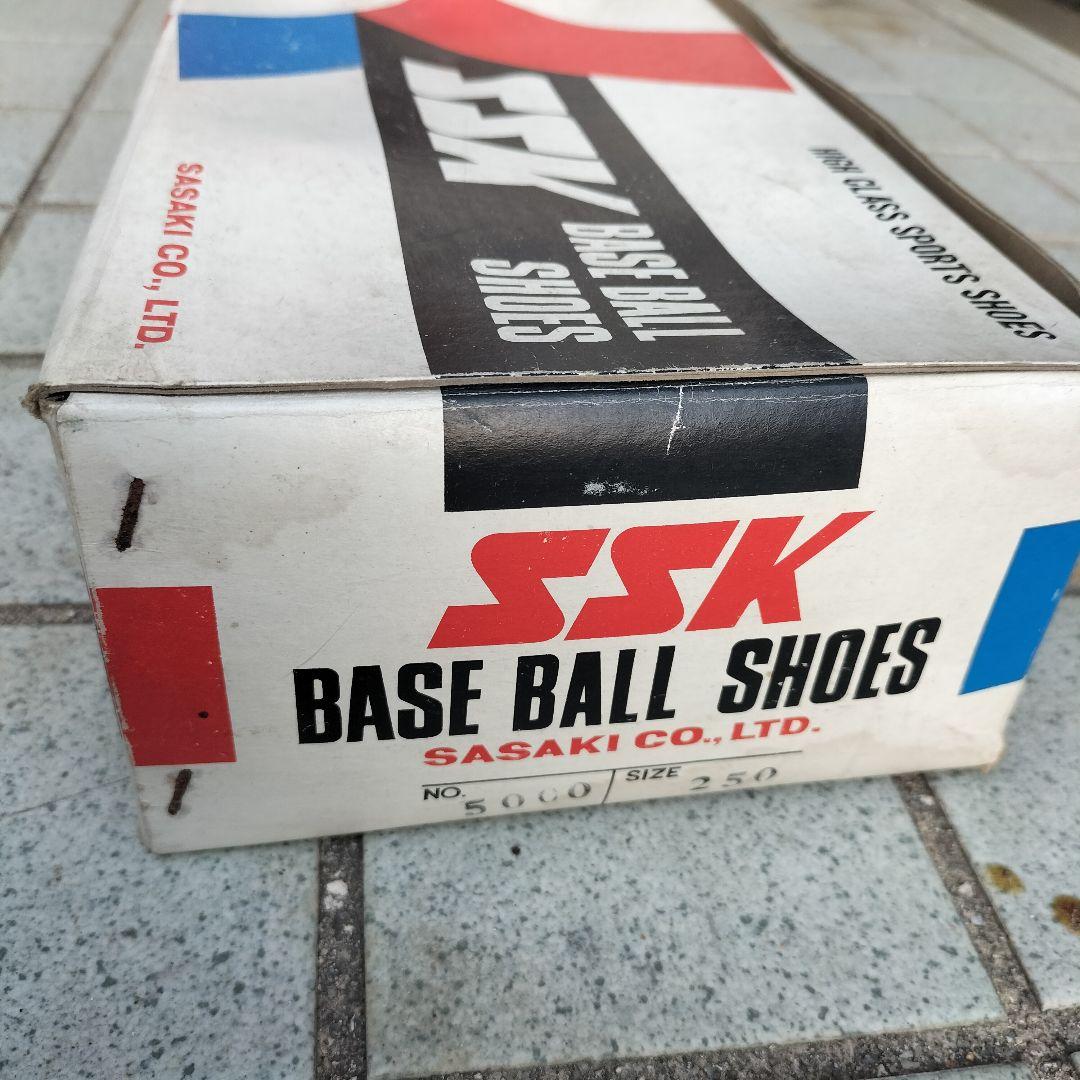 SSK
BASE BALL
SHOES
SASAKI CO., LTD.
HIGH CLASS SPORTS SHOES
SSK
BASE BALL SHOES
SASAKI CO., LTD.
NO. 5000 SIZE 250